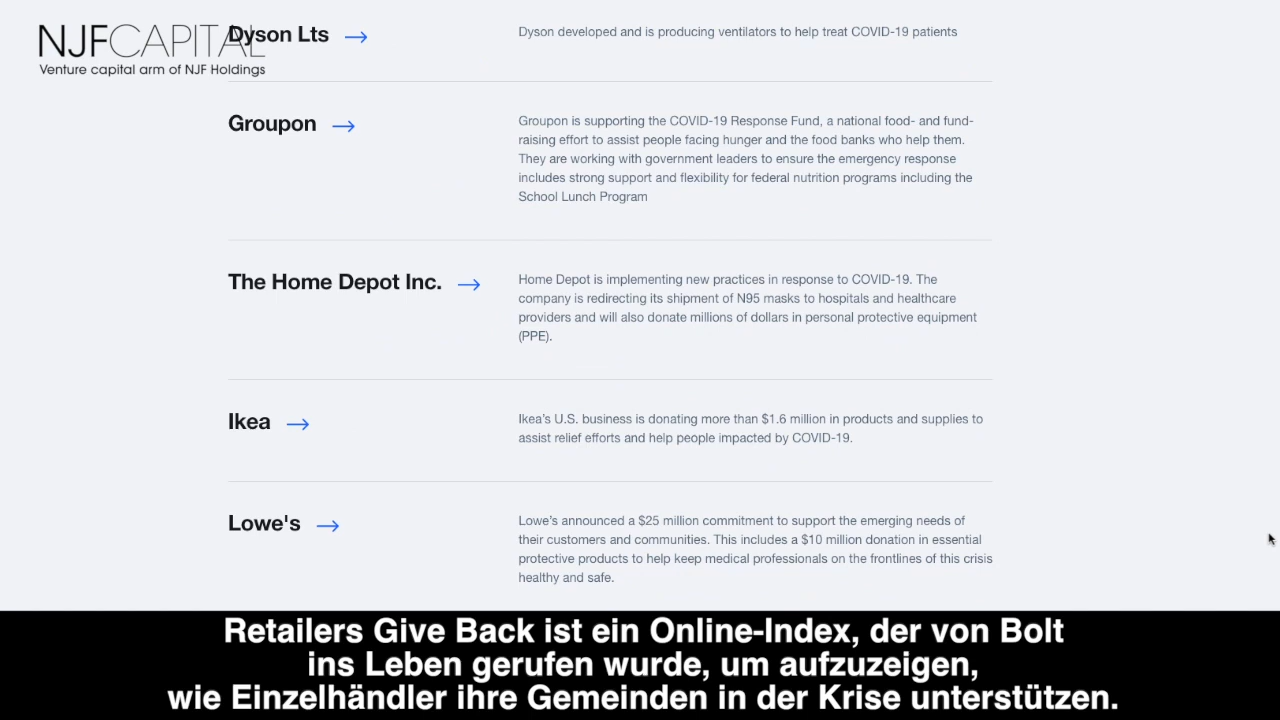 NJFCAPITAL
Venture capital arm of NJF Holdings
Dyson Lts →
Dyson developed and is producing ventilators to help treat COVID-19 patients
Groupon →
Groupon is supporting the COVID-19 Response Fund, a national food- and fund-
raising effort to assist people facing hunger and the food banks who help them.
They are working with government leaders to ensure the emergency response
includes strong support and flexibility for federal nutrition programs including the
School Lunch Program
The Home Depot Inc. →
Home Depot is implementing new practices in response to COVID-19. The
company is redirecting its shipment of N95 masks to hospitals and healthcare
providers and will also donate millions of dollars in personal protective equipment
(PPE).
Ikea →
Ikea’s U.S. business is donating more than $1.6 million in products and supplies to
assist relief efforts and help people impacted by COVID-19.
Lowe's →
Lowe’s announced a $25 million commitment to support the emerging needs of
their customers and communities. This includes a $10 million donation in essential
protective products to help keep medical professionals on the frontlines of this crisis
healthy and safe.
Retailers Give Back ist ein Online-Index, der von Bolt
ins Leben gerufen wurde, um aufzuzeigen,
wie Einzelhändler ihre Gemeinden in der Krise unterstützen.